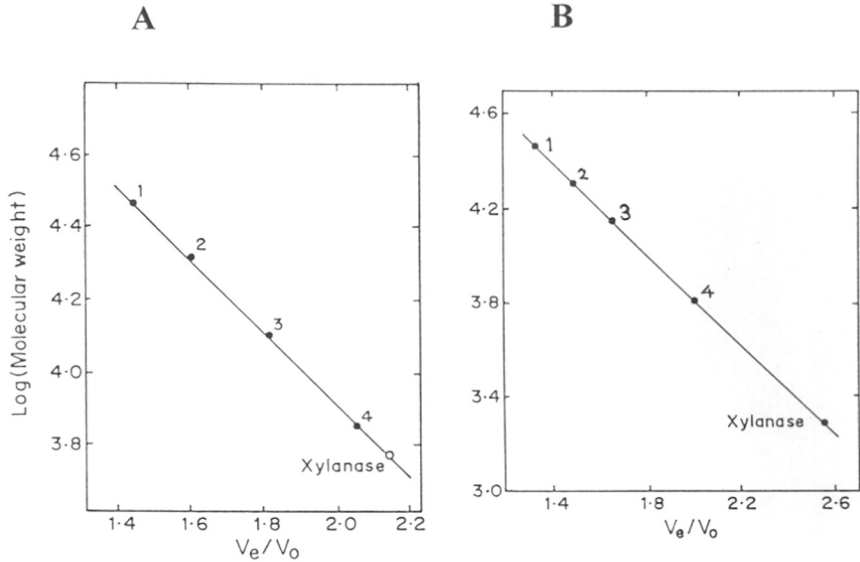 A
4·6
4·4
4·2
4·0
3·8
Log (Molecular weight)
1
2
3
4
Xylanase
1·4 1·6 1·8 2·0 2·2
Ve/Vo
B
4·6
4·2
3·8
3·4
3·0
1
2
3
4
Xylanase
1·4 1·8 2·2 2·6
Ve/Vo